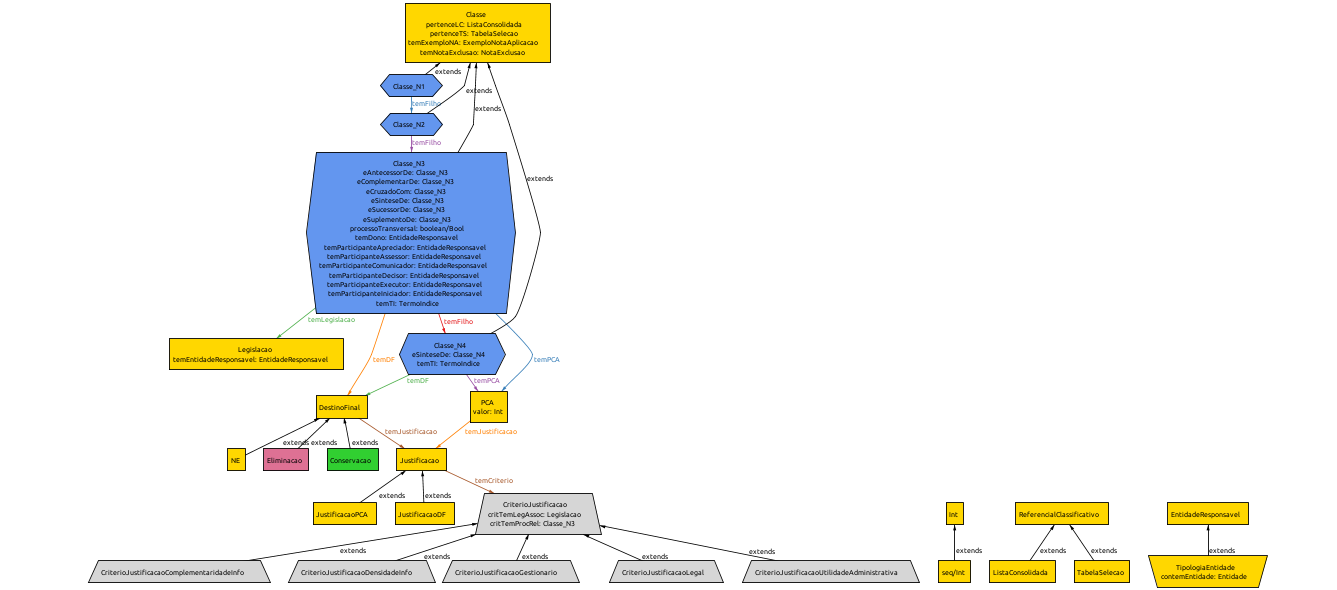 Classe
pertenceLC: ListaConsolidada
pertenceTS: TabelaSelecao
temExemploNA: ExemploNotaAplicacao
temNotaExclusao: NotaExclusao
extends
Classe_N1
extends
temFilho
extends
Classe_N2
temFilho
Classe_N3
eAntecessorDe: Classe_N3
eComplementarDe: Classe_N3
eCruzadoCom: Classe_N3
eSinteseDe: Classe_N3
eSucessorDe: Classe_N3
eSuplementoDe: Classe_N3
processoTransversal: boolean/Bool
temDono: EntidadeResponsavel
temParticipanteApreciador: EntidadeResponsavel
temParticipanteAssessor: EntidadeResponsavel
temParticipanteComunicador: EntidadeResponsavel
temParticipanteDecisor: EntidadeResponsavel
temParticipanteExecutor: EntidadeResponsavel
temParticipanteIniciador: EntidadeResponsavel
temTI: TermoIndice
extends
temLegislacao
temFilho
Legislacao
temEntidadeResponsavel: EntidadeResponsavel
temDF
Classe_N4
eSinteseDe: Classe_N4
temTI: TermoIndice
temPCA
temDF
temPCA
DestinoFinal
PCA
valor: Int
temJustificacao
temJustificacao
extends
extends
extends
NE
Eliminacao
Conservacao
Justificacao
temCriterio
extends
extends
JustificacaoPCA
JustificacaoDF
CriterioJustificacao
critTemLegAssoc: Legislacao
critTemProcRel: Classe_N3
Int
ReferencialClassificativo
EntidadeResponsavel
extends
extends
extends
extends
extends
extends
extends
extends
extends
CriterioJustificacaoComplementaridadeInfo
CriterioJustificacaoDensidadeInfo
CriterioJustificacaoGestionario
CriterioJustificacaoLegal
CriterioJustificacaoUtilidadeAdministrativa
seq/Int
ListaConsolidada
TabelaSelecao
TipologiaEntidade
contemEntidade: Entidade